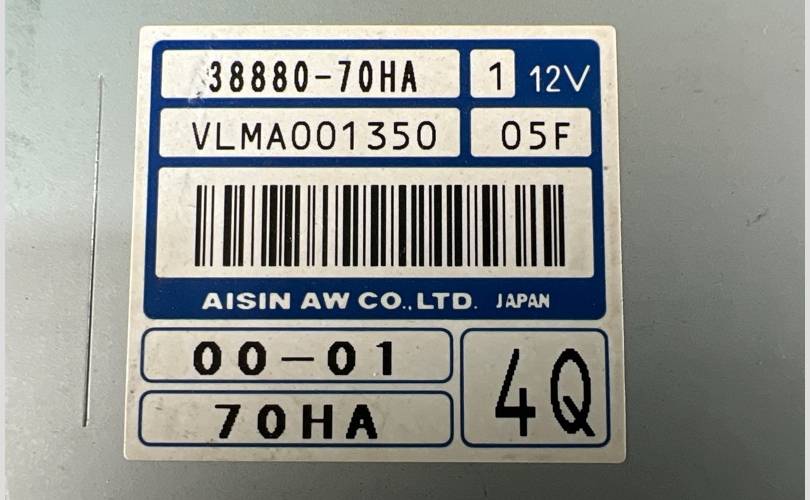 38880-70HA 1 12V
VLMA001350 05F
AISIN AW CO.,LTD. JAPAN
00-01
70HA
4Q